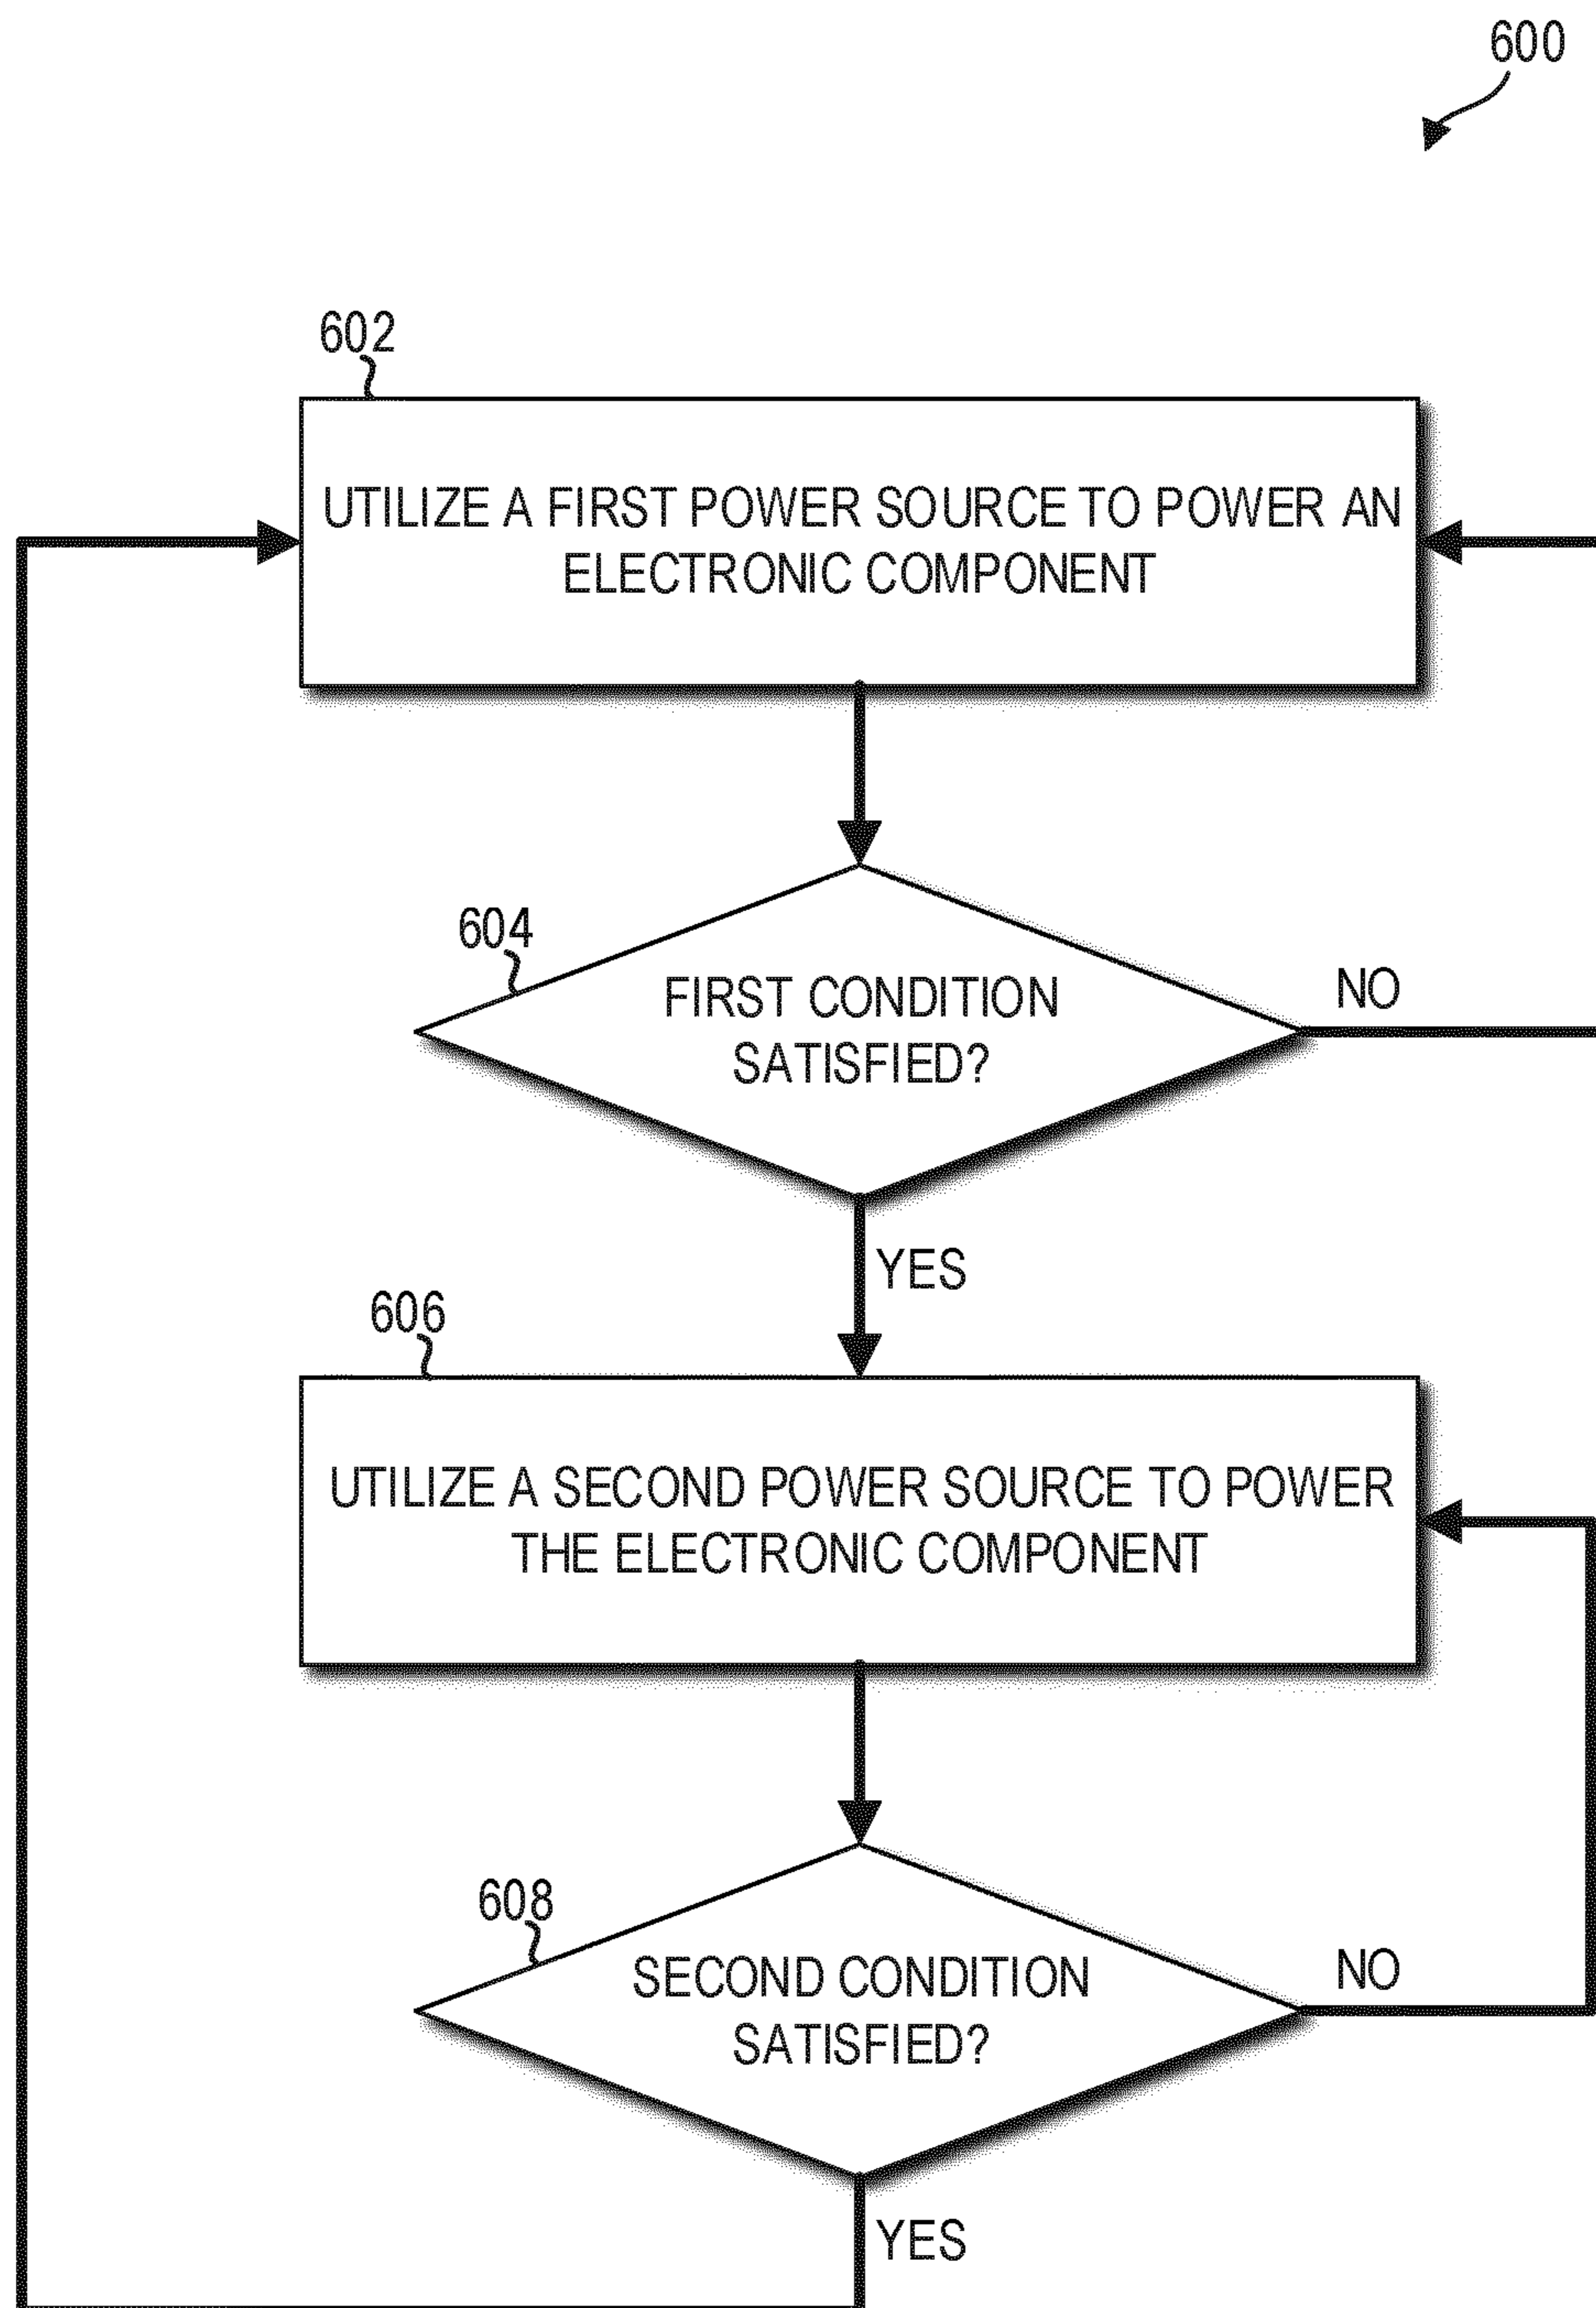 600
602
UTILIZE A FIRST POWER SOURCE TO POWER AN
ELECTRONIC COMPONENT
604
FIRST CONDITION
SATISFIED?
NO
YES
606
UTILIZE A SECOND POWER SOURCE TO POWER
THE ELECTRONIC COMPONENT
608
SECOND CONDITION
SATISFIED?
NO
YES